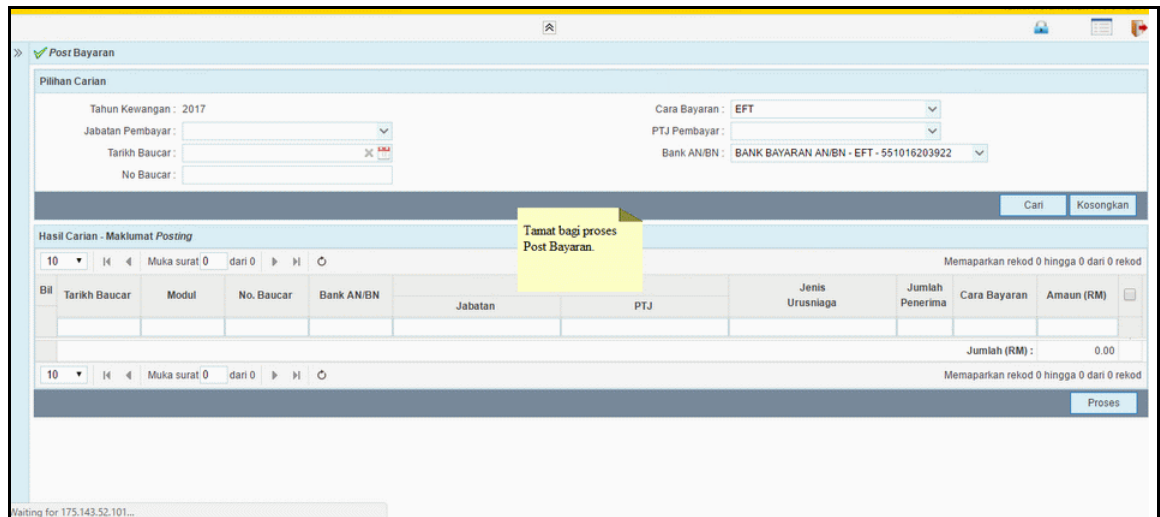 Post Bayaran
Pilihan Carian
Tahun Kewangan : 2017 Cara Bayaran : EFT
Jabatan Pembayar : PTJ Pembayar :
Tarikh Baucar : Bank AN/BN : BANK BAYARAN AN/BN - EFT - 551016203922
No Baucar :
Cari Kosongkan
Tamat bagi proses
Post Bayaran.
Hasil Carian - Maklumat Posting
10 Muka surat 0 dari 0 Memaparkan rekod 0 hingga 0 dari 0 rekod
Bil Tarikh Baucar Modul No. Baucar Bank AN/BN Jabatan PTJ Jenis Urusniaga Jumlah Penerima Cara Bayaran Amaun (RM)
Jumlah (RM) : 0.00
10 Muka surat 0 dari 0 Memaparkan rekod 0 hingga 0 dari 0 rekod
Proses
Waiting for 175.143.52.101...